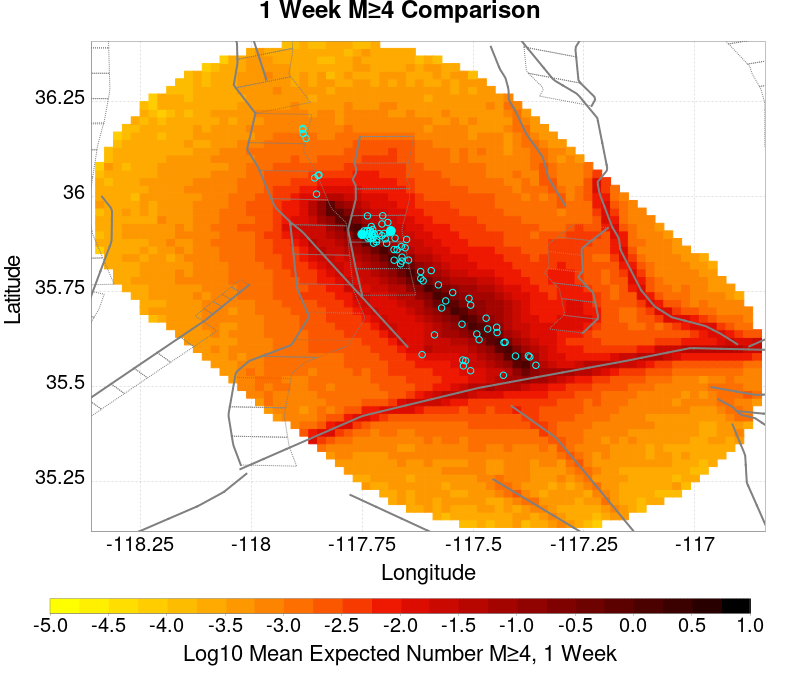 1 Week M≥4 Comparison
36.25
36
35.75
35.5
35.25
Latitude
-118.25 -118 -117.75 -117.5 -117.25 -117
Longitude
-5.0 -4.5 -4.0 -3.5 -3.0 -2.5 -2.0 -1.5 -1.0 -0.5 0.0 0.5 1.0
Log10 Mean Expected Number M≥4, 1 Week